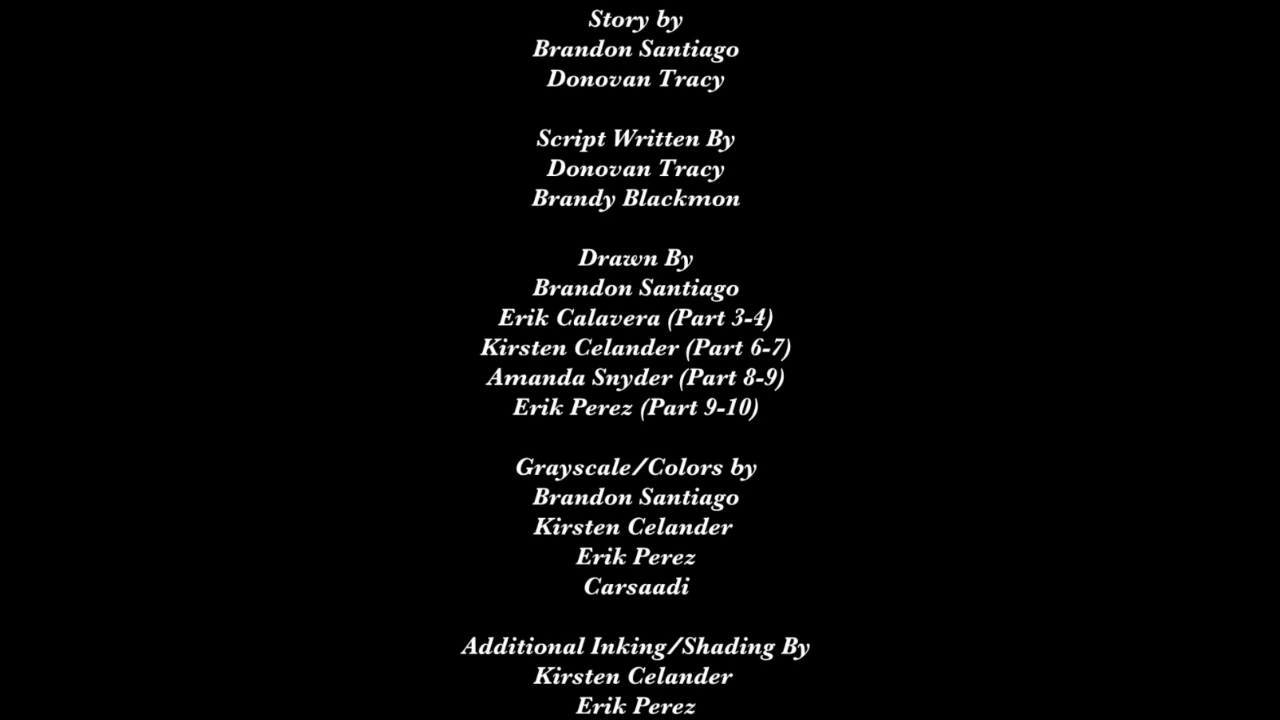 Story by
Brandon Santiago
Donovan Tracy
Script Written By
Donovan Tracy
Brandy Blackmon
Drawn By
Brandon Santiago
Erik Calavera (Part 3-4)
Kirsten Celander (Part 6-7)
Amanda Snyder (Part 8-9)
Erik Perez (Part 9-10)
Grayscale/Colors by
Brandon Santiago
Kirsten Celander
Erik Perez
Carsaadi
Additional Inking/Shading By
Kirsten Celander
Erik Perez